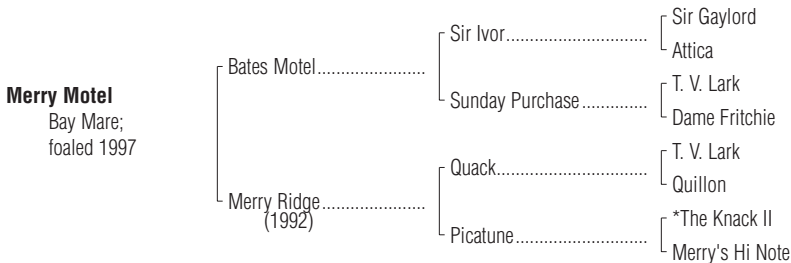 Merry Motel
Bay Mare;
foaled 1997
Bates Motel.......................
Merry Ridge......................
(1992)
Sir Ivor..............................
Sunday Purchase..............
Quack................................
Picatune............................
Sir Gaylord
Attica
T. V. Lark
Dame Fritchie
T. V. Lark
Quillon
*The Knack II
Merry's Hi Note